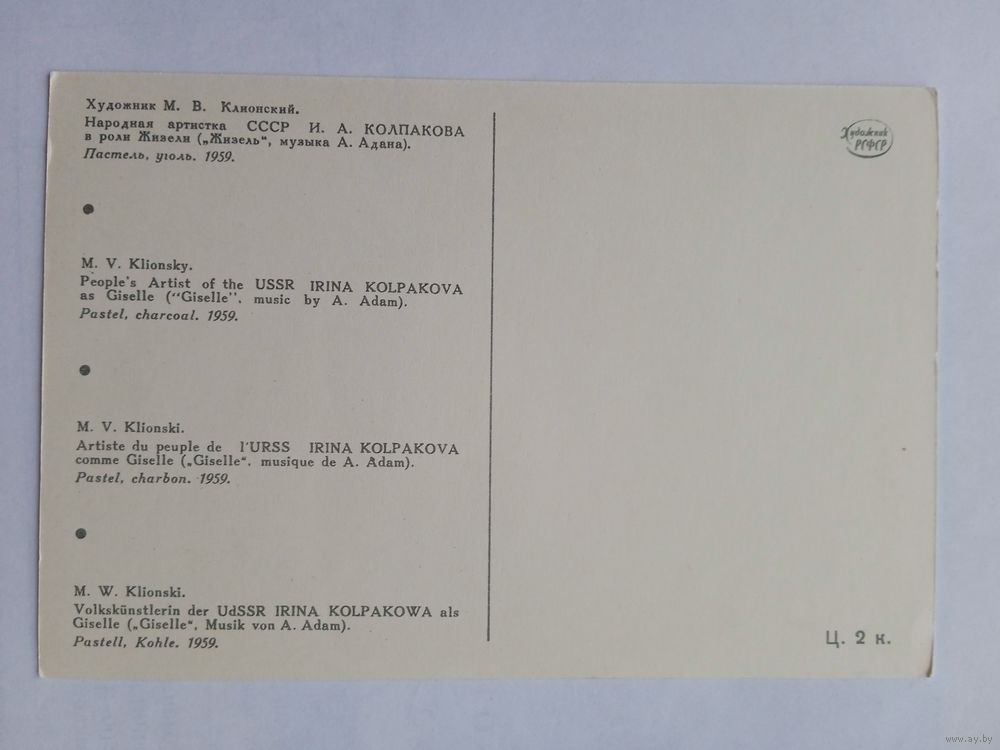 Художник М. В. Клионский.
Народная артистка СССР И. А. КОЛПАКОВА
в роли Жизели („Жизель“, музыка А. Адана).
Пастель, уголь. 1959.
Художник
РСФСР
M. V. Klionsky.
People's Artist of the USSR IRINA KOLPAKOVA
as Giselle (“Giselle”. music by A. Adam).
Pastel, charcoal. 1959.
M. V. Klionski.
Artiste du peuple de l'URSS IRINA KOLPAKOVA
comme Giselle („Giselle“. musique de A. Adam).
Pastel, charbon. 1959.
M. W. Klionski.
Volkskünstlerin der UdSSR IRINA KOLPAKOWA als
Giselle („Giselle“. Musik von A. Adam).
Pastell, Kohle. 1959.
Ц. 2 к.
www.ay.by